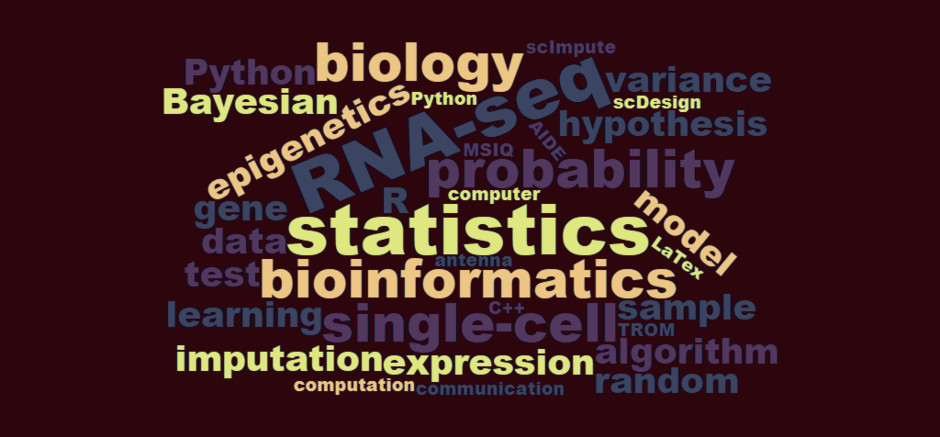 scImpute
biology
Python
variance
Bayesian
Python
scDesign
epigenetics
RNA-seq
hypothesis
AIDE
MSIQ
probability
computer
gene
R
model
statistics
data
LaTex
antenna
test
bioinformatics
C++
sample
learning
single-cell
TROM
algorithm
imputation
expression
random
computation
communication